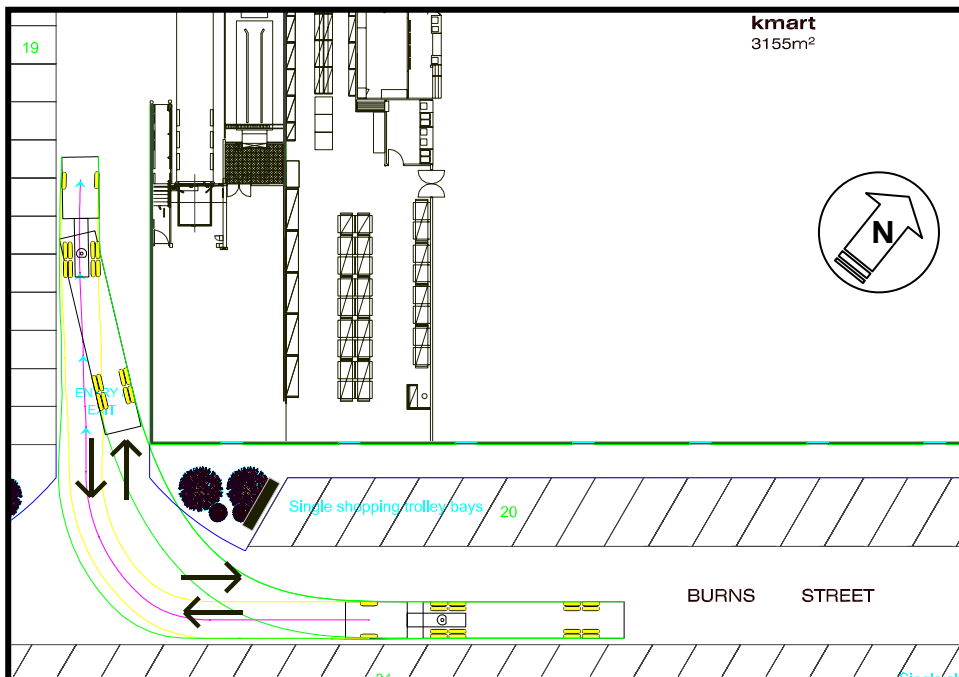 kmart
3155m²
19
N
ENTRY
EXIT
Single shopping trolley bays
20
BURNS STREET